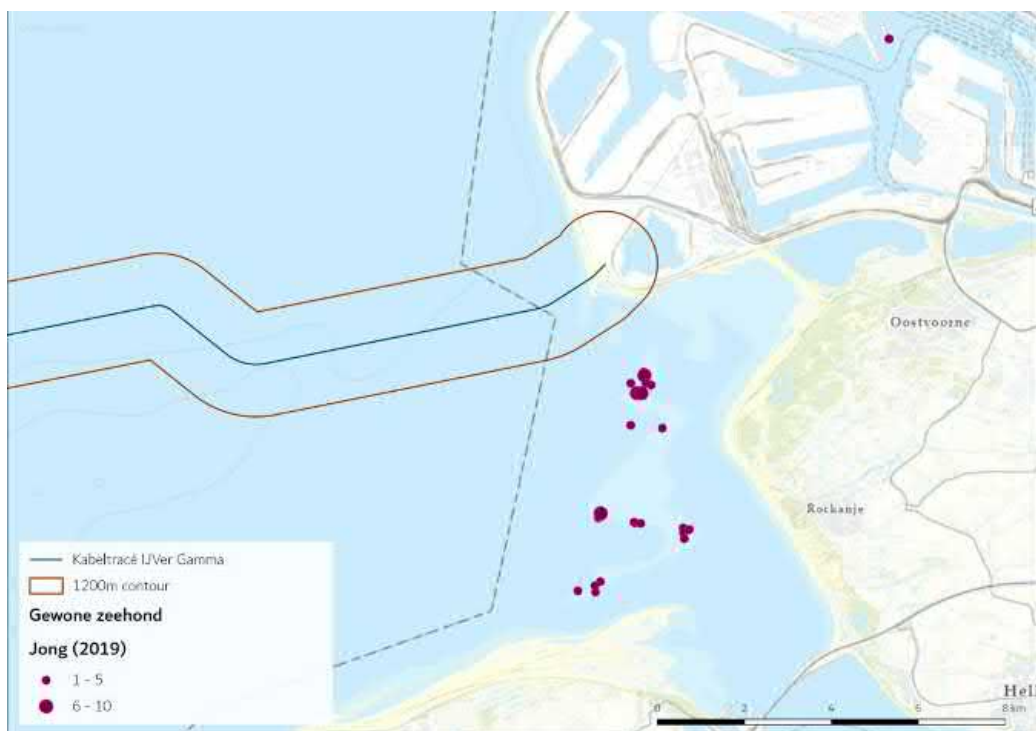 Oostvoorne
Rockanje
Kabeltracé IJVer Gamma
1200m contour
Gewone zeehond
Jong (2019)
1 - 5
6 - 10
Hell
0 2 4 6 8 km